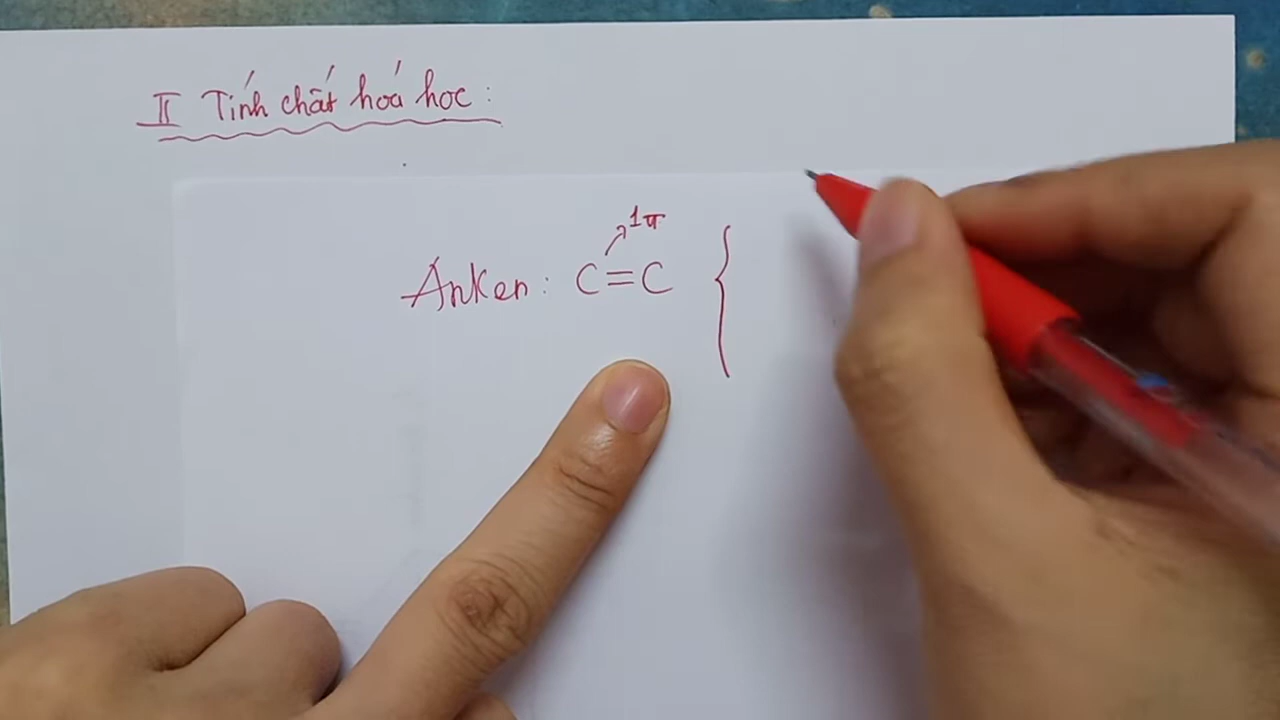 II Tính chất hoá học:
1π
Anken: C=C {